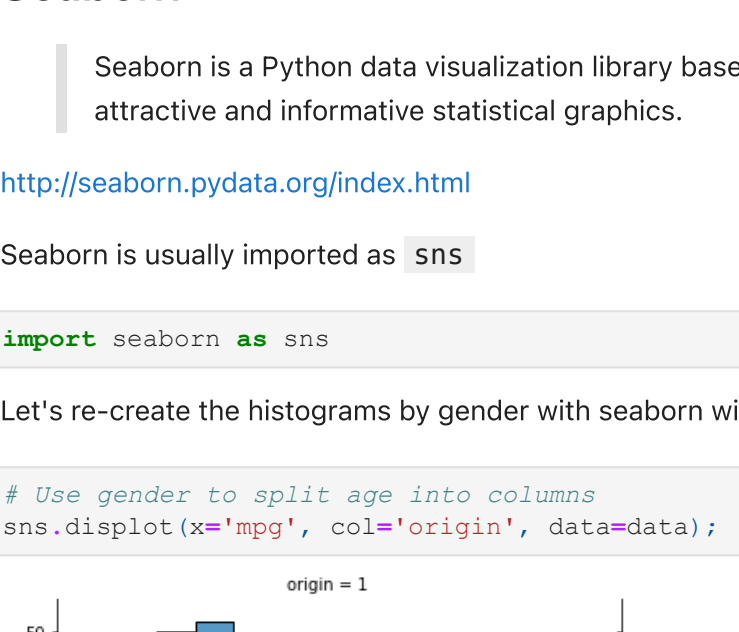 Seaborn is a Python data visualization library
attractive and informative statistical graphics.
http://seaborn.pydata.org/index.html
Seaborn is usually imported as sns
import seaborn as sns
Let's re-create the histograms by gender with seaborn
# Use gender to split age into columns
sns.displot(x='mpg', col='origin', data=data);
origin = 1